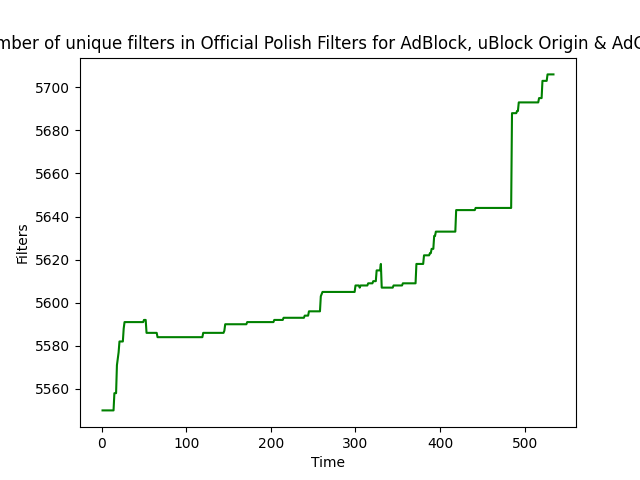 mber of unique filters in Official Polish Filters for AdBlock, uBlock Origin & AdG
5700
5680
5660
5640
5620
5600
5580
5560
Filters
0 100 200 300 400 500
Time